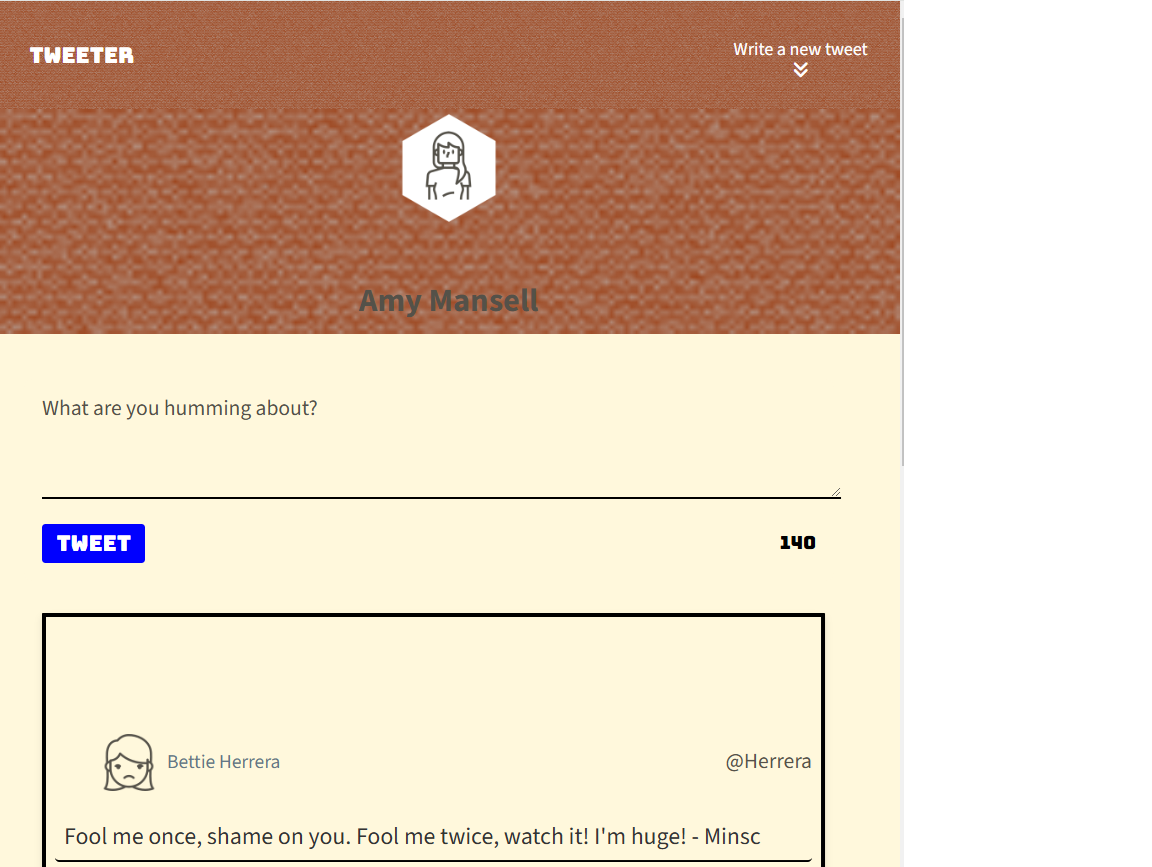 TWEETER
Write a new tweet
Amy Mansell
What are you humming about?
TWEET
140
Bettie Herrera
@Herrera
Fool me once, shame on you. Fool me twice, watch it! I'm huge! - Minsc